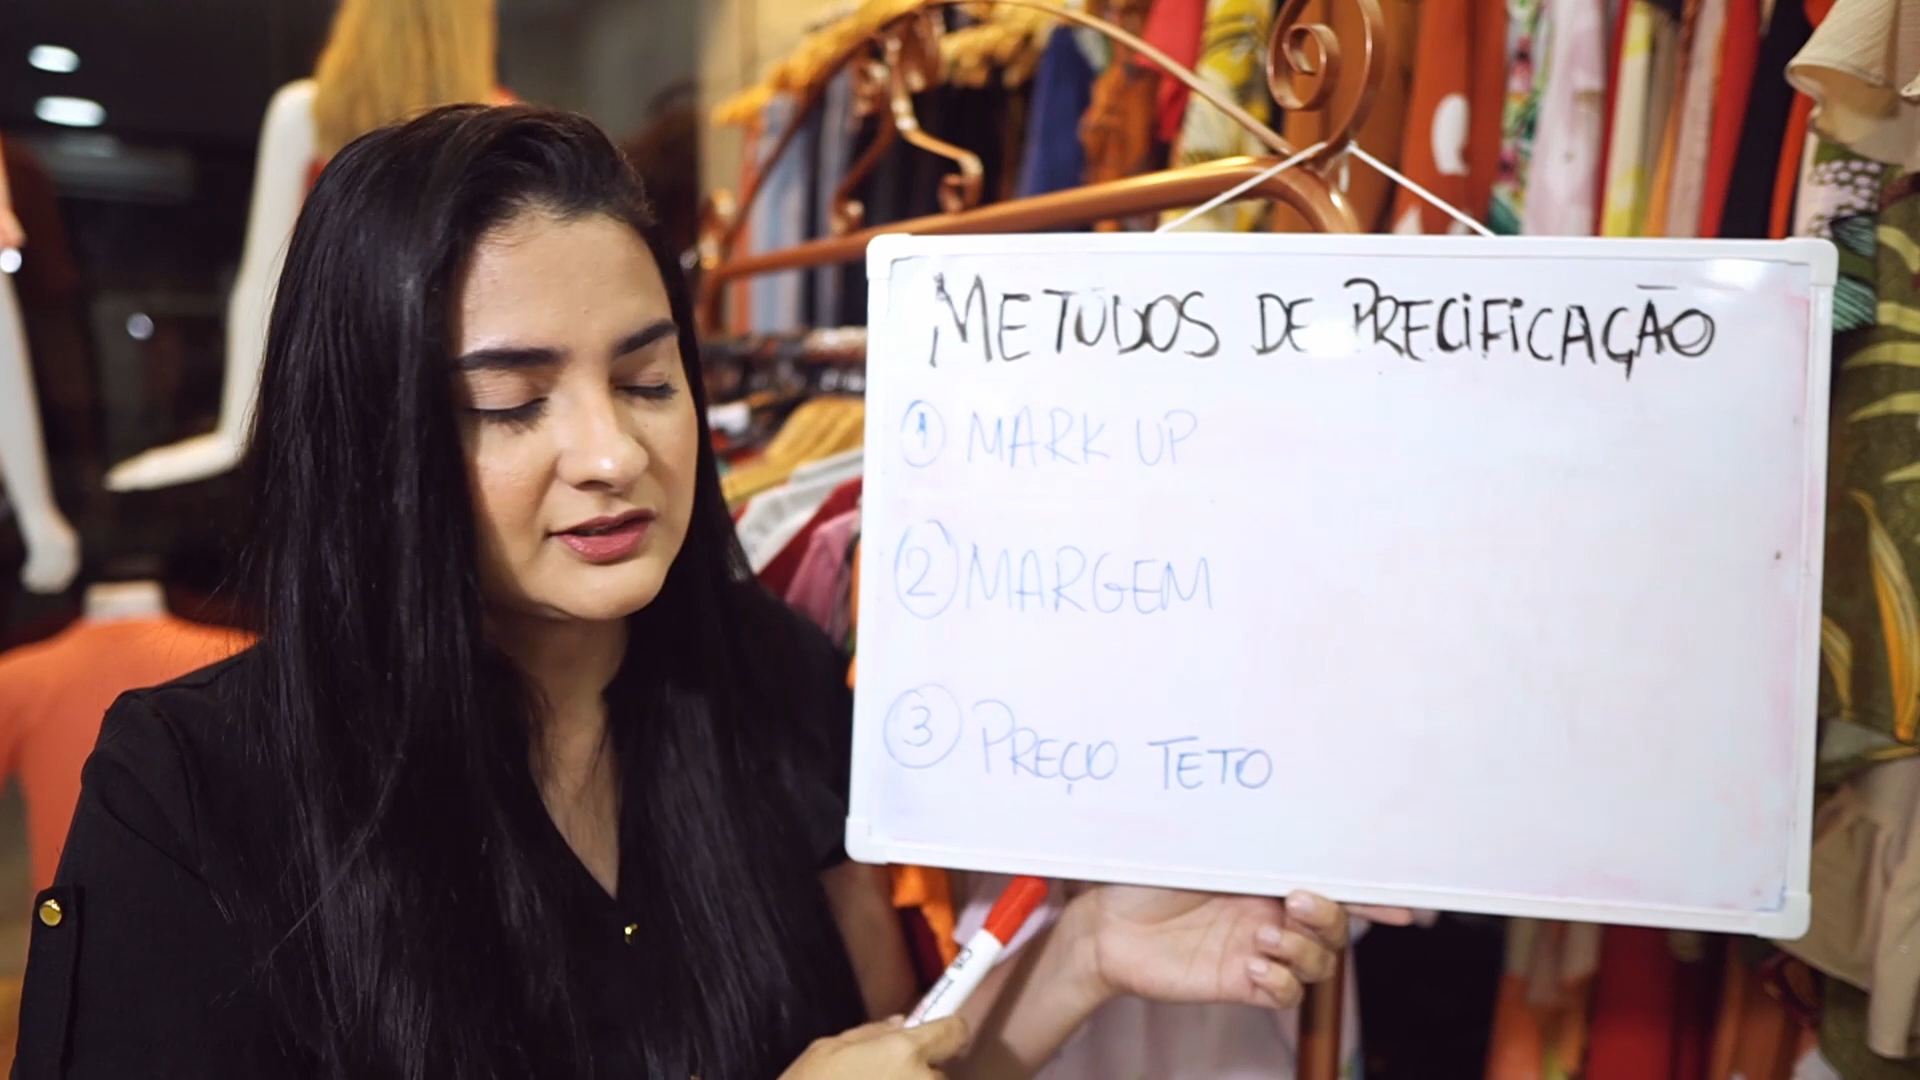 METODOS DE PRECIFICAÇÃO
1 MARK UP
2 MARGEM
3 PREÇO TETO